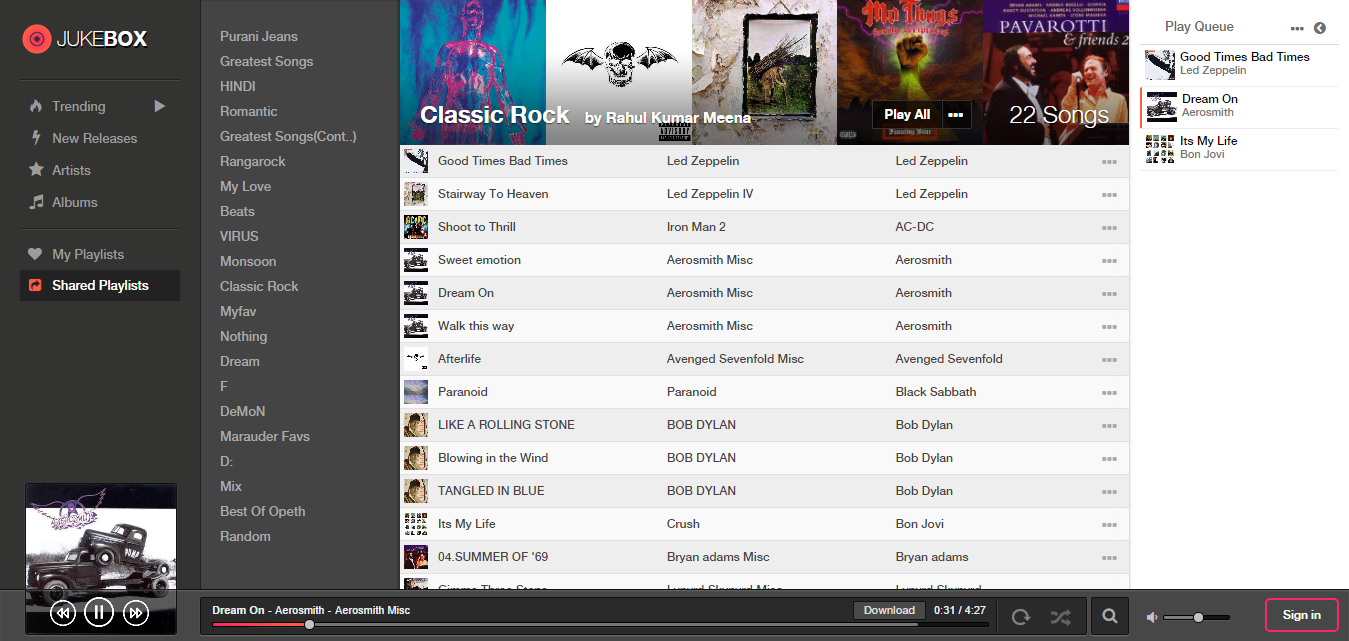 JUKEBOX
Trending
New Releases
Artists
Albums
My Playlists
Shared Playlists
Purani Jeans
Greatest Songs
HINDI
Romantic
Greatest Songs(Cont..)
Rangarock
My Love
Beats
VIRUS
Monsoon
Classic Rock
Myfav
Nothing
Dream
F
DeMoN
Marauder Favs
D:
Mix
Best Of Opeth
Random
Mo Thugs
PAVAROTTI
& friends 2
Classic Rock by Rahul Kumar Meena Play All 22 Songs
Good Times Bad Times Led Zeppelin Led Zeppelin
Stairway To Heaven Led Zeppelin IV Led Zeppelin
Shoot to Thrill Iron Man 2 AC-DC
Sweet emotion Aerosmith Misc Aerosmith
Dream On Aerosmith Misc Aerosmith
Walk this way Aerosmith Misc Aerosmith
Afterlife Avenged Sevenfold Misc Avenged Sevenfold
Paranoid Paranoid Black Sabbath
LIKE A ROLLING STONE BOB DYLAN Bob Dylan
Blowing in the Wind BOB DYLAN Bob Dylan
TANGLED IN BLUE BOB DYLAN Bob Dylan
Its My Life Crush Bon Jovi
04.SUMMER OF '69 Bryan adams Misc Bryan adams
Play Queue
Good Times Bad Times
Led Zeppelin
Dream On
Aerosmith
Its My Life
Bon Jovi
Dream On - Aerosmith - Aerosmith Misc
Download
0:31 / 4:27
Sign in